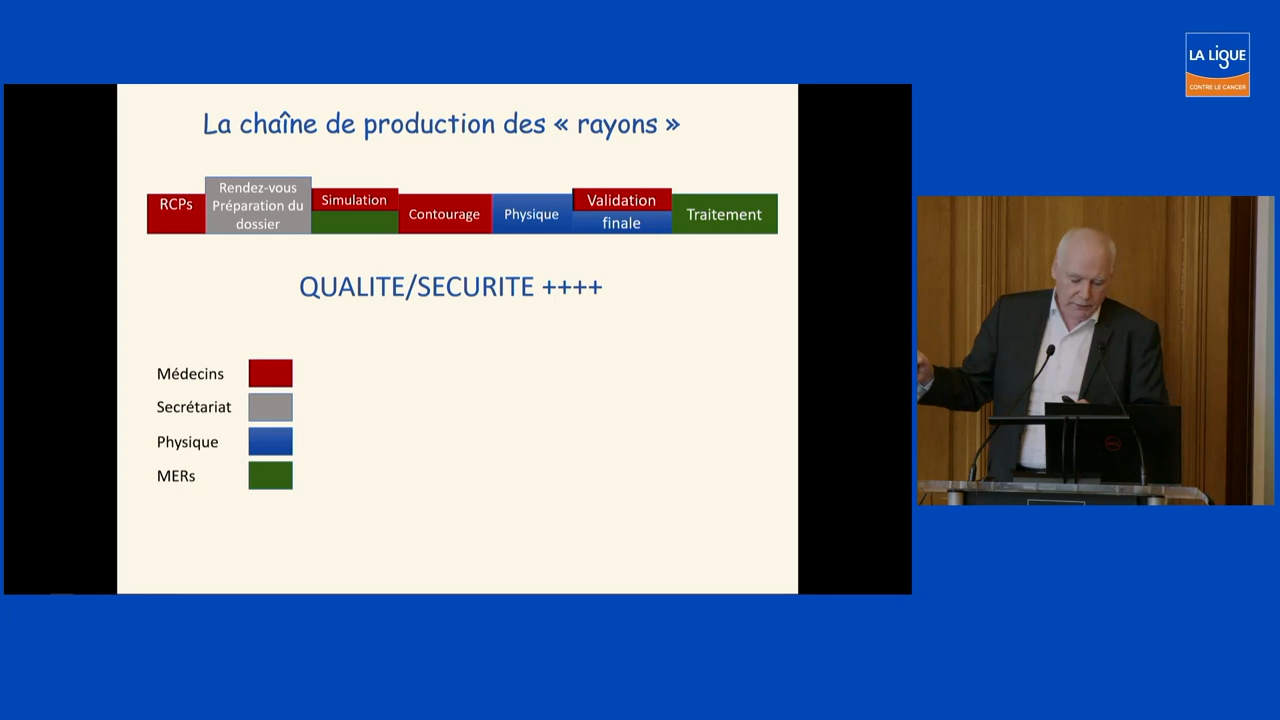 LA LIGUE
CONTRE LE CANCER
La chaîne de production des « rayons »
RCPs
Rendez-vous
Préparation du
dossier
Simulation
Contourage
Physique
Validation
finale
Traitement
QUALITE/SECURITE ++++
Médecins
Secrétariat
Physique
MERs